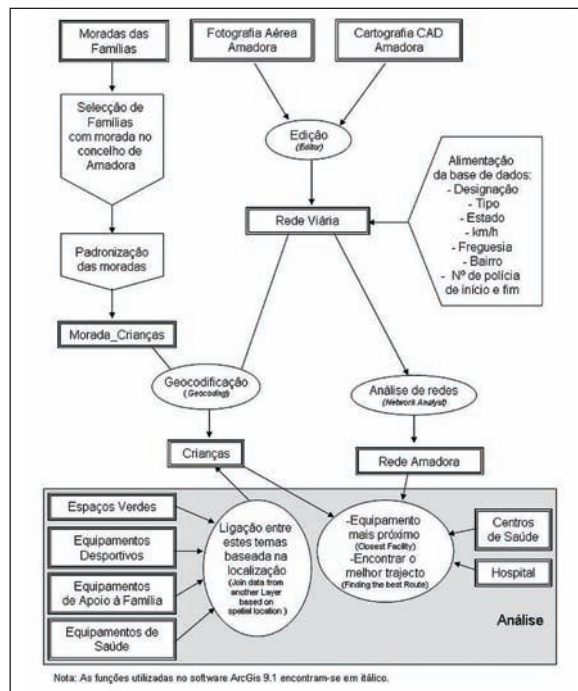 Moradas das
Famílias
Fotografia Aérea
Amadora
Cartografia CAD
Amadora
Selecção de
Famílias
com morada no
concelho de
Amadora
Edição
(Editor)
Alimentação
da base de dados:
- Designação
- Tipo
- Estado
- km/h
- Freguesia
- Bairro
- Nº de polícia
de início e fim
Rede Viária
Padronização
das moradas
Morada_Crianças
Geocodificação
(Geocoding)
Análise de redes
(Network Analyst)
Crianças
Rede Amadora
Espaços Verdes
Equipamentos
Desportivos
Equipamentos
de Apoio à Família
Equipamentos de
Saúde
Ligação entre
estes temas
baseada na
localização
(Join data from
another Layer
based on
spatial location )
-Equipamento
mais próximo
(Closest Facility)
-Encontrar o
melhor trajecto
(Finding the best Route)
Centros
de Saúde
Hospital
Análise
Nota: As funções utilizadas no software ArcGis 9.1 encontram-se em itálico.